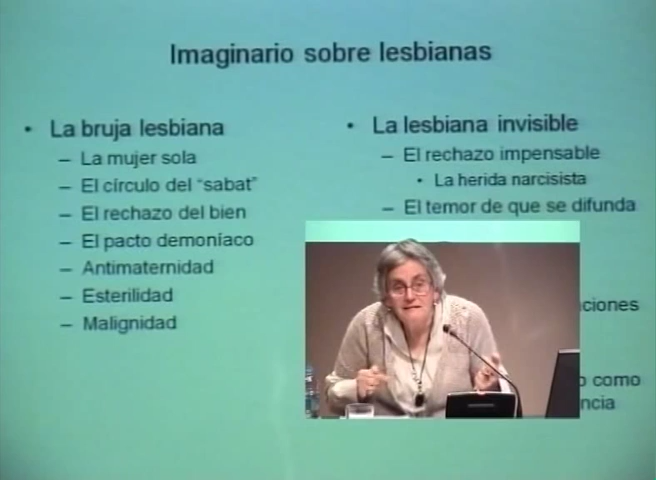 Imaginario sobre lesbianas
• La bruja lesbiana
– La mujer sola
– El círculo del “sabat”
– El rechazo del bien
– El pacto demoníaco
– Antimaternidad
– Esterilidad
– Malignidad
• La lesbiana invisible
– El rechazo impensable
• La herida narcisista
– El temor de que se difunda
ciones
o como
ncia